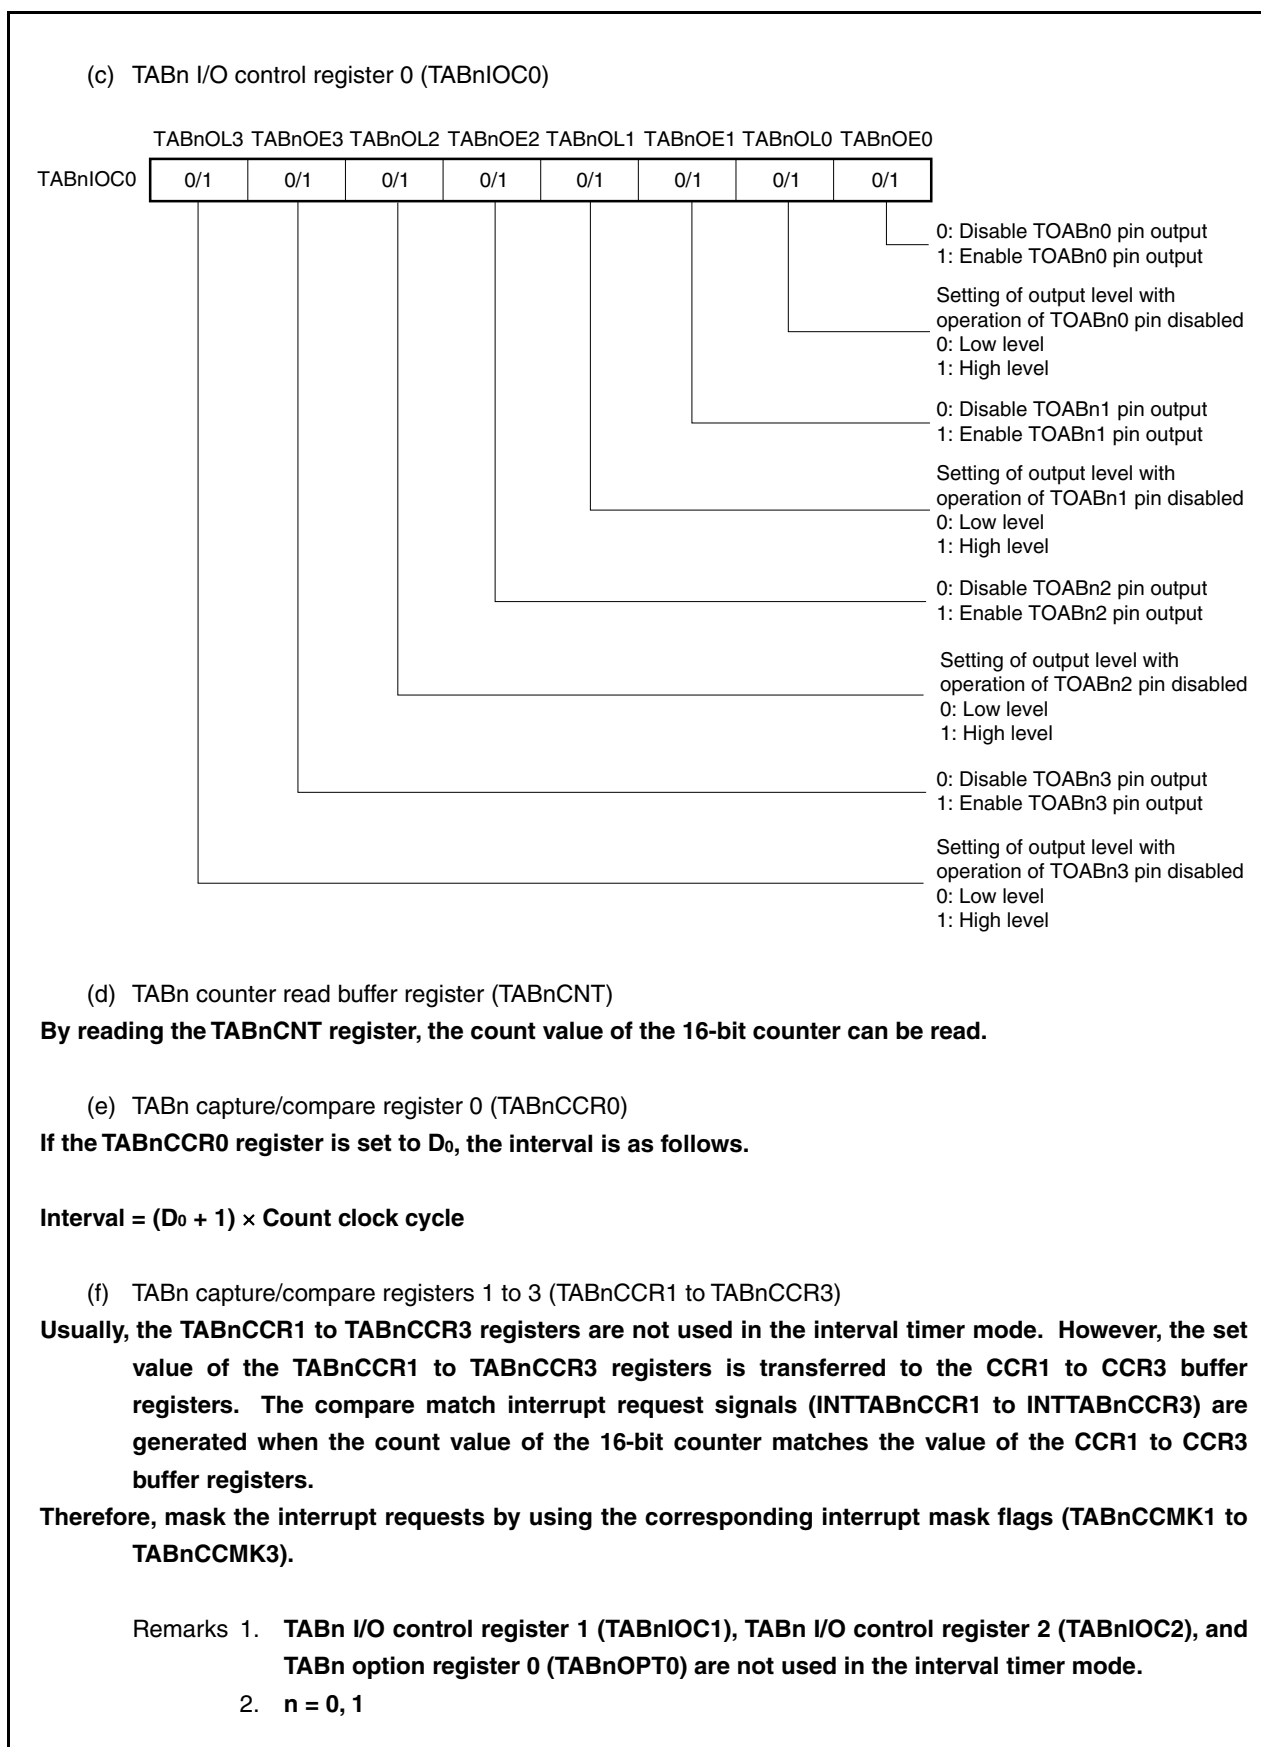 (c) TABn I/O control register 0 (TABnIOC0)
TABnOL3 TABnOE3 TABnOL2 TABnOE2 TABnOL1 TABnOE1 TABnOL0 TABnOE0
TABnIOC0 0/1 0/1 0/1 0/1 0/1 0/1 0/1 0/1
0: Disable TOABn0 pin output
1: Enable TOABn0 pin output
Setting of output level with
operation of TOABn0 pin disabled
0: Low level
1: High level
0: Disable TOABn1 pin output
1: Enable TOABn1 pin output
Setting of output level with
operation of TOABn1 pin disabled
0: Low level
1: High level
0: Disable TOABn2 pin output
1: Enable TOABn2 pin output
Setting of output level with
operation of TOABn2 pin disabled
0: Low level
1: High level
0: Disable TOABn3 pin output
1: Enable TOABn3 pin output
Setting of output level with
operation of TOABn3 pin disabled
0: Low level
1: High level
(d) TABn counter read buffer register (TABnCNT)
By reading the TABnCNT register, the count value of the 16-bit counter can be read.
(e) TABn capture/compare register 0 (TABnCCR0)
If the TABnCCR0 register is set to D0, the interval is as follows.
Interval = (D0 + 1) × Count clock cycle
(f) TABn capture/compare registers 1 to 3 (TABnCCR1 to TABnCCR3)
Usually, the TABnCCR1 to TABnCCR3 registers are not used in the interval timer mode. However, the set
value of the TABnCCR1 to TABnCCR3 registers is transferred to the CCR1 to CCR3 buffer
registers. The compare match interrupt request signals (INTTABnCCR1 to INTTABnCCR3) are
generated when the count value of the 16-bit counter matches the value of the CCR1 to CCR3
buffer registers.
Therefore, mask the interrupt requests by using the corresponding interrupt mask flags (TABnCCMK1 to
TABnCCMK3).
Remarks 1. TABn I/O control register 1 (TABnIOC1), TABn I/O control register 2 (TABnIOC2), and
TABn option register 0 (TABnOPT0) are not used in the interval timer mode.
2. n = 0, 1